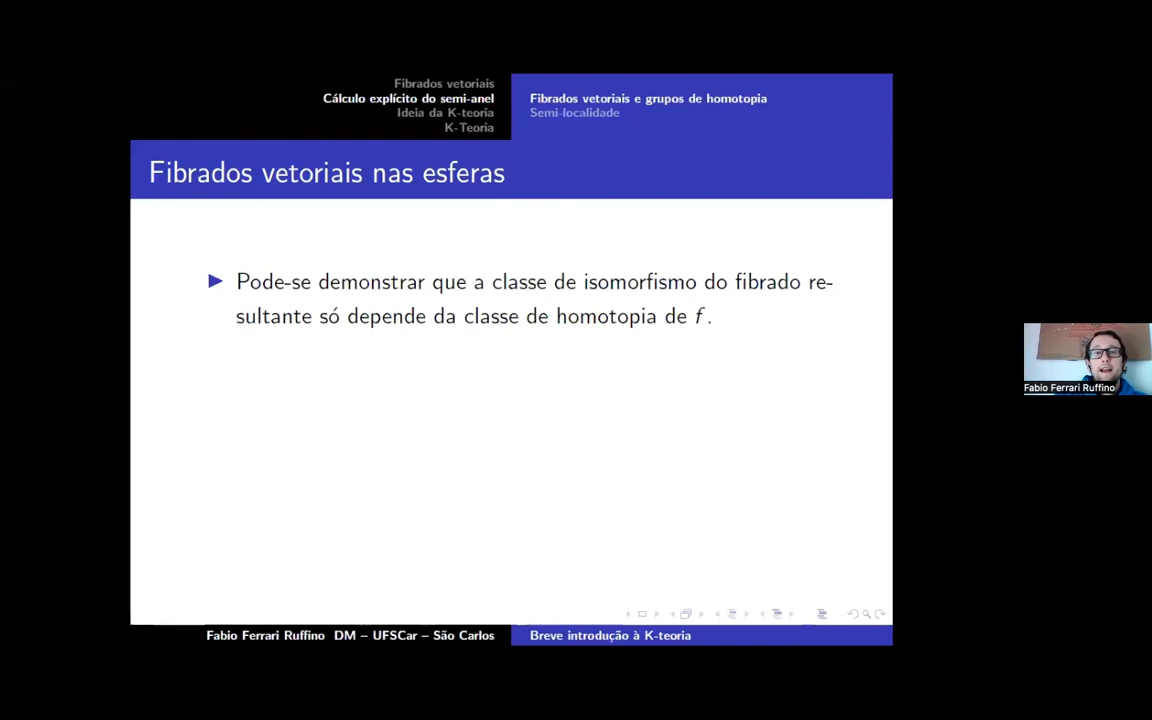 Fibrados vetoriais
Cálculo explícito do semi-anel
Ideia da K-teoria
K-Teoria
Fibrados vetoriais e grupos de homotopia
Semi-localidade
Fibrados vetoriais nas esferas
Pode-se demonstrar que a classe de isomorfismo do fibrado re-
sultante só depende da classe de homotopia de f.
Fabio Ferrari Ruffino
Fabio Ferrari Ruffino DM – UFSCar – São Carlos
Breve introdução à K-teoria